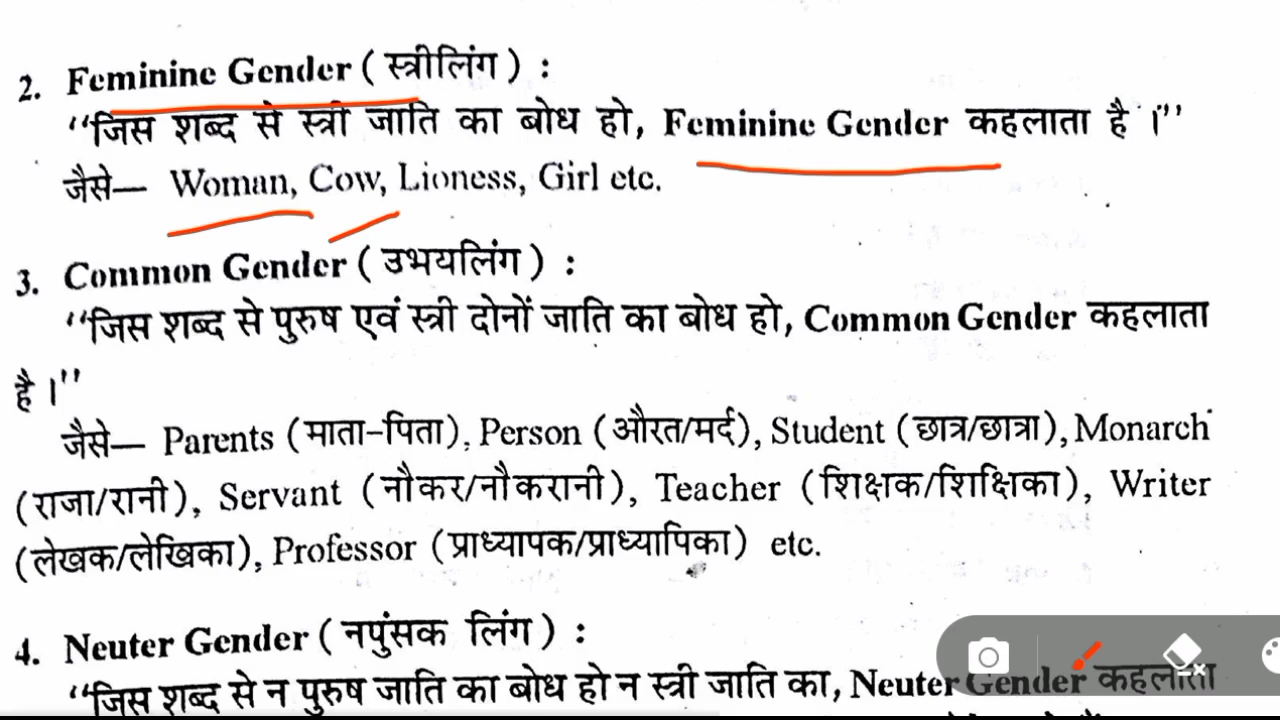 2. Feminine Gender ( स्त्रीलिंग ) :
‘‘जिस शब्द से स्त्री जाति का बोध हो, Feminine Gender कहलाता है ।’’
जैसे— Woman, Cow, Lioness, Girl etc.
3. Common Gender ( उभयलिंग ) :
‘‘जिस शब्द से पुरुष एवं स्त्री दोनों जाति का बोध हो, Common Gender कहलाता
है ।’’
जैसे— Parents (माता-पिता), Person (औरत/मर्द), Student (छात्र/छात्रा), Monarch
(राजा/रानी), Servant (नौकर/नौकरानी), Teacher (शिक्षक/शिक्षिका), Writer
(लेखक/लेखिका), Professor (प्राध्यापक/प्राध्यापिका) etc.
4. Neuter Gender ( नपुंसक लिंग ) :
‘‘जिस शब्द से न पुरुष जाति का बोध हो न स्त्री जाति का, Neuter Gender कहलाता